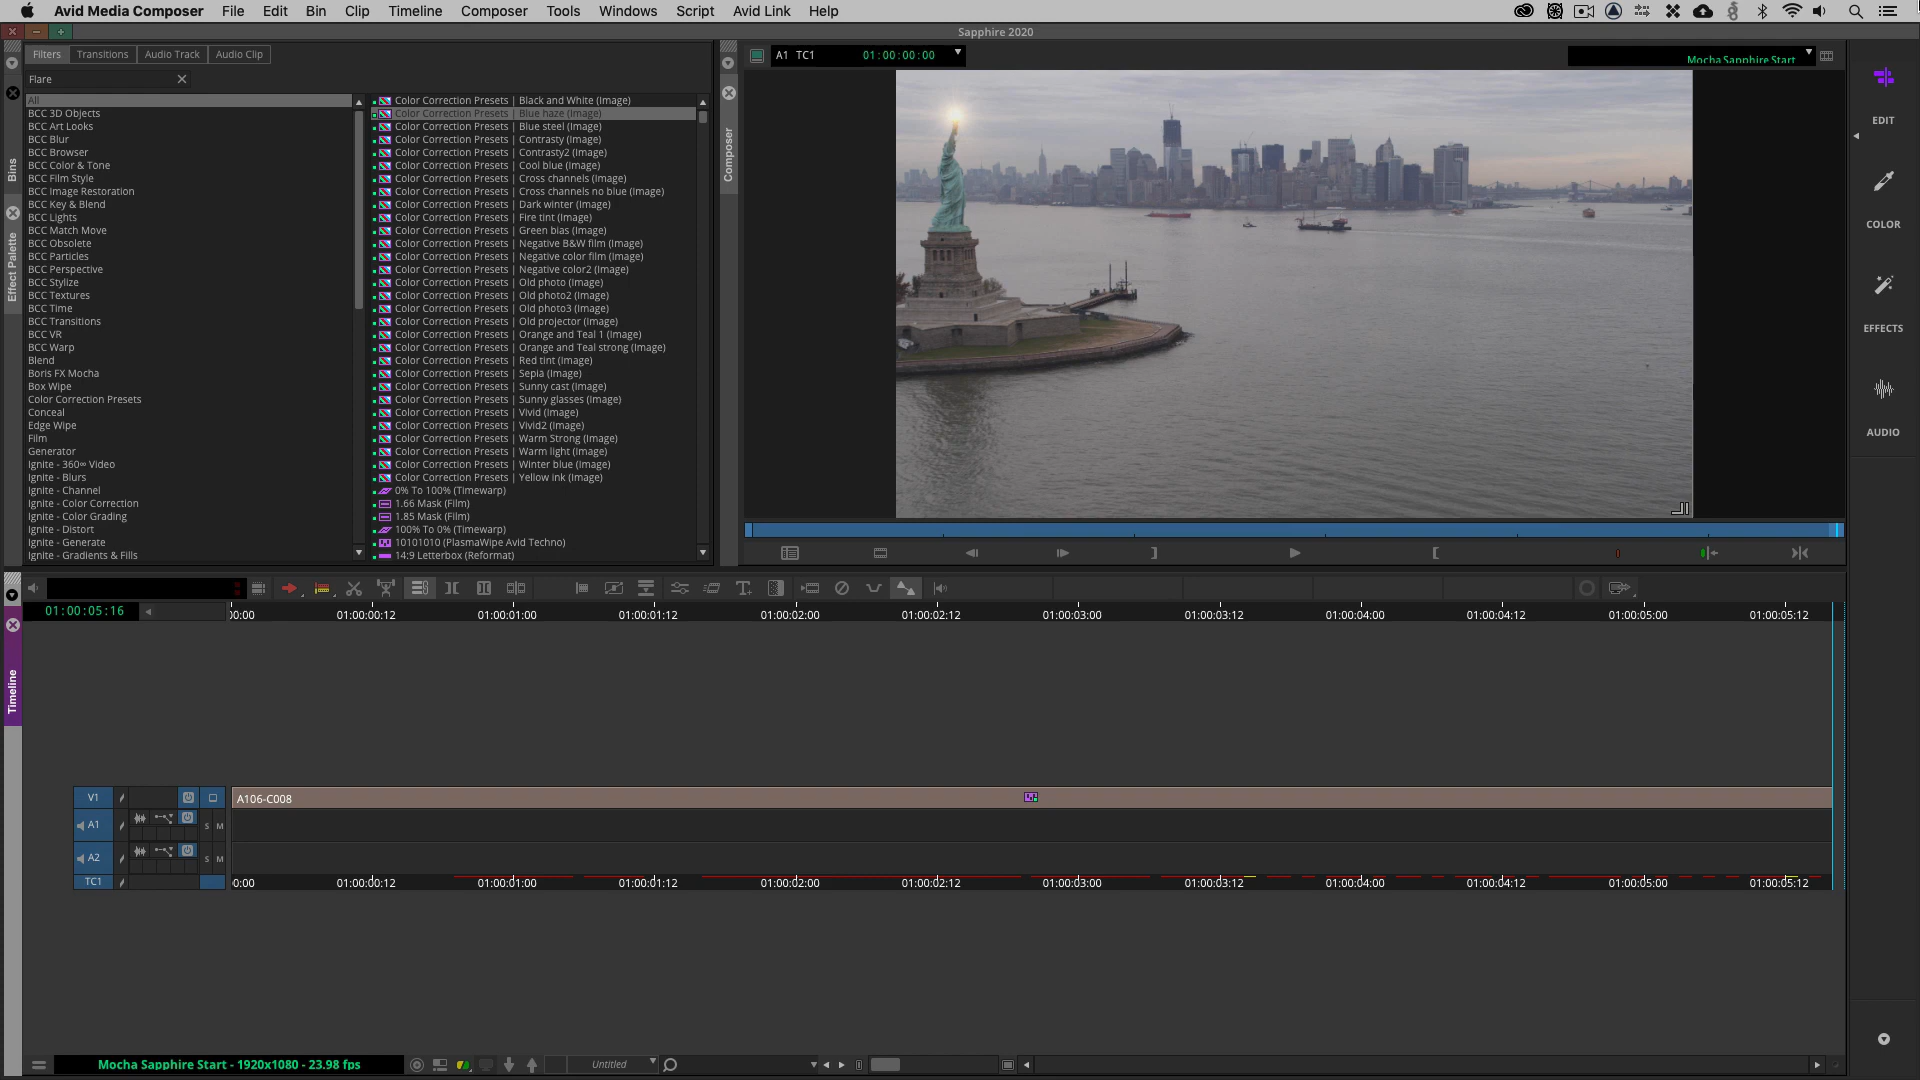 Avid Media Composer File Edit Bin Clip Timeline Composer Tools Windows Script Avid Link Help
Sapphire 2020
Filters Transitions Audio Track Audio Clip
Flare
Bins
Effect Palette
All
BCC 3D Objects
BCC Art Looks
BCC Blur
BCC Browser
BCC Color & Tone
BCC Film Style
BCC Image Restoration
BCC Key & Blend
BCC Lights
BCC Match Move
BCC Obsolete
BCC Particles
BCC Perspective
BCC Stylize
BCC Textures
BCC Time
BCC Transitions
BCC VR
BCC Warp
Blend
Boris FX Mocha
Box Wipe
Color Correction Presets
Conceal
Edge Wipe
Film
Generator
Ignite - 360∞ Video
Ignite - Blurs
Ignite - Channel
Ignite - Color Correction
Ignite - Color Grading
Ignite - Distort
Ignite - Generate
Ignite - Gradients & Fills
Color Correction Presets | Black and White (Image)
Color Correction Presets | Blue haze (Image)
Color Correction Presets | Blue steel (Image)
Color Correction Presets | Contrasty (Image)
Color Correction Presets | Contrasty2 (Image)
Color Correction Presets | Cool blue (Image)
Color Correction Presets | Cross channels (Image)
Color Correction Presets | Cross channels no blue (Image)
Color Correction Presets | Dark winter (Image)
Color Correction Presets | Fire tint (Image)
Color Correction Presets | Green bias (Image)
Color Correction Presets | Negative B&W film (Image)
Color Correction Presets | Negative color film (Image)
Color Correction Presets | Negative color2 (Image)
Color Correction Presets | Old photo (Image)
Color Correction Presets | Old photo2 (Image)
Color Correction Presets | Old photo3 (Image)
Color Correction Presets | Old projector (Image)
Color Correction Presets | Orange and Teal 1 (Image)
Color Correction Presets | Orange and Teal strong (Image)
Color Correction Presets | Red tint (Image)
Color Correction Presets | Sepia (Image)
Color Correction Presets | Sunny cast (Image)
Color Correction Presets | Sunny glasses (Image)
Color Correction Presets | Vivid (Image)
Color Correction Presets | Vivid2 (Image)
Color Correction Presets | Warm Strong (Image)
Color Correction Presets | Warm light (Image)
Color Correction Presets | Winter blue (Image)
Color Correction Presets | Yellow ink (Image)
0% To 100% (Timewarp)
1.66 Mask (Film)
1.85 Mask (Film)
100% To 0% (Timewarp)
10101010 (PlasmaWipe Avid Techno)
14:9 Letterbox (Reformat)
Composer
A1 TC1 01:00:00:00
Mocha Sapphire Start
EDIT
COLOR
EFFECTS
AUDIO
Timeline
01:00:05:16
00:00 01:00:00:12 01:00:01:00 01:00:01:12 01:00:02:00 01:00:02:12 01:00:03:00 01:00:03:12 01:00:04:00 01:00:04:12 01:00:05:00 01:00:05:12
V1 A106-C008
A1 S M
A2 S M
TC1 0:00 01:00:00:12 01:00:01:00 01:00:01:12 01:00:02:00 01:00:02:12 01:00:03:00 01:00:03:12 01:00:04:00 01:00:04:12 01:00:05:00 01:00:05:12
Mocha Sapphire Start - 1920x1080 - 23.98 fps
Untitled